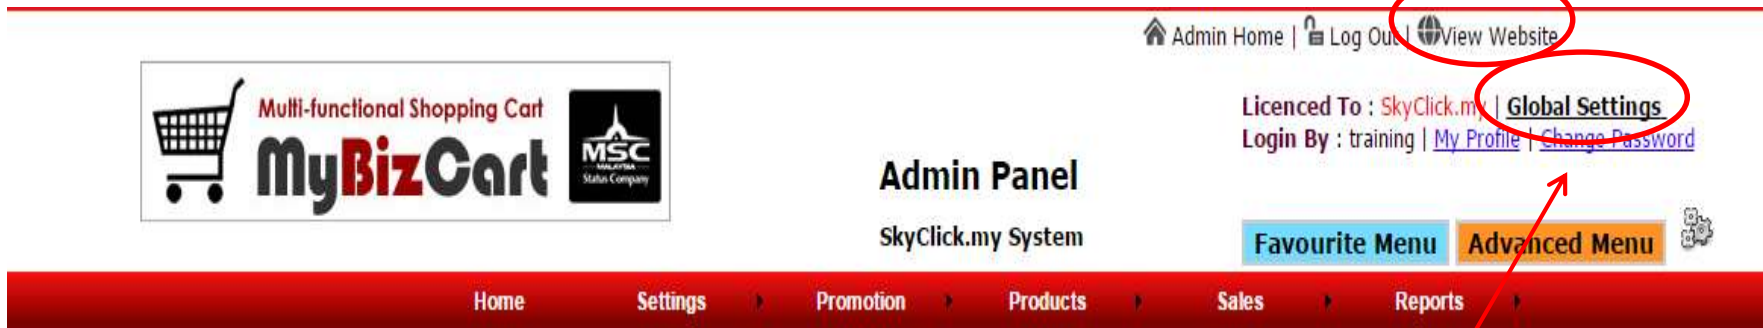 Admin Home | Log Out | View Website
Multi-functional Shopping Cart
MyBizCart
MSC
MALAYSIA
Status Company
Licenced To : SkyClick.my | Global Settings
Login By : training | My Profile | Change Password
Admin Panel
SkyClick.my System
Favourite Menu
Advanced Menu
Home Settings Promotion Products Sales Reports